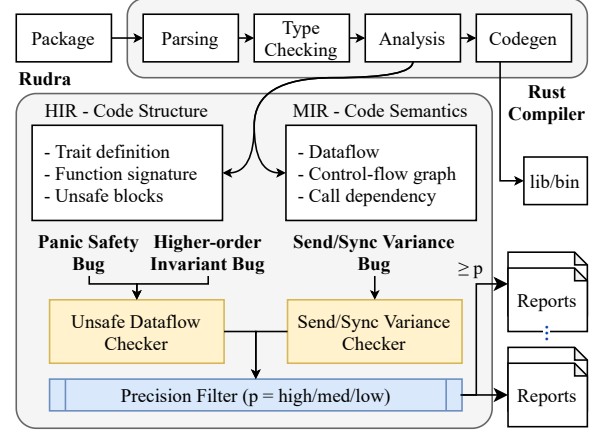 Package
Parsing
Type
Checking
Analysis
Codegen
Rudra
Rust
Compiler
HIR - Code Structure
MIR - Code Semantics
- Trait definition
- Function signature
- Unsafe blocks
- Dataflow
- Control-flow graph
- Call dependency
lib/bin
Panic Safety
Bug
Higher-order
Invariant Bug
Send/Sync Variance
Bug
≥ p
Unsafe Dataflow
Checker
Send/Sync Variance
Checker
Reports
Precision Filter (p = high/med/low)
Reports